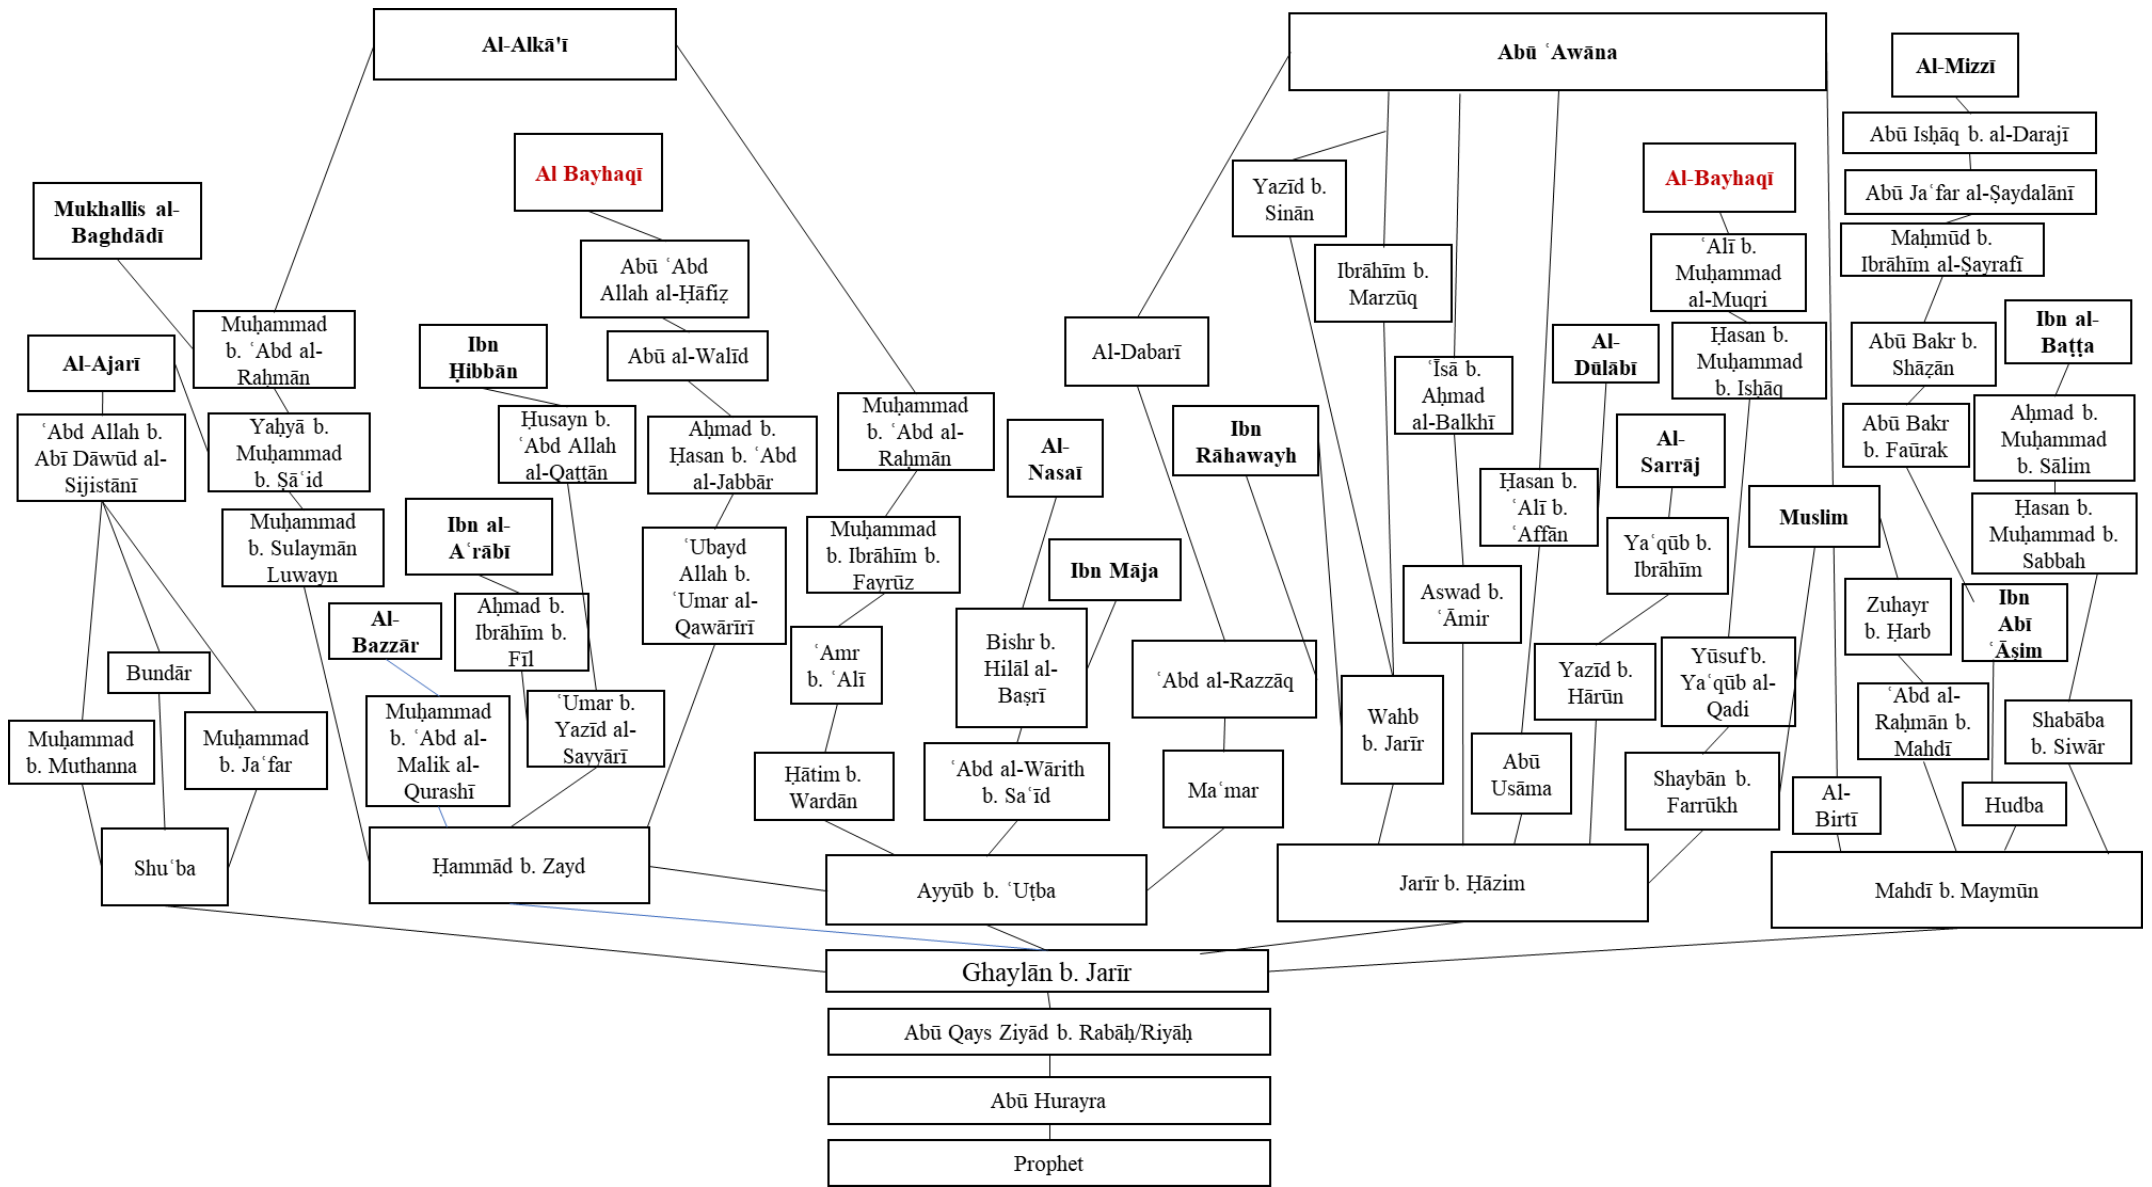 Al-Alkā'ī
Abū ʿAwāna
Al-Mizzī
Abū Isḥāq b. al-Darajī
Al Bayhaqī
Al-Bayhaqī
Yazīd b.
Sinān
Abū Jaʿfar al-Ṣaydalānī
Mukhallis al-
Baghdādī
Maḥmūd b.
Ibrāhīm al-Ṣayrafī
Abū ʿAbd
Allah al-Ḥāfiẓ
Ibrāhīm b.
Marzūq
ʿAlī b.
Muḥammad
al-Muqri
Muḥammad
b. ʿAbd al-
Raḥmān
Al-Ajarī
Ibn
Ḥibbān
Abū al-Walīd
Al-Dabarī
ʿĪsā b.
Aḥmad
al-Balkhī
Al-
Dūlābī
Ḥasan b.
Muḥammad
b. Isḥāq
Abū Bakr b.
Shāẓān
Ibn al-
Baṭṭa
ʿAbd Allah b.
Abī Dāwūd al-
Sijistānī
Yaḥyā b.
Muḥammad
b. Ṣāʿid
Ḥusayn b.
ʿAbd Allah
al-Qaṭṭān
Aḥmad b.
Ḥasan b. ʿAbd
al-Jabbār
Muḥammad
b. ʿAbd al-
Raḥmān
Al-
Nasaī
Ibn
Rāhawayh
Al-
Sarrāj
Abū Bakr
b. Faūrak
Aḥmad b.
Muḥammad
b. Sālim
Muḥammad
b. Sulaymān
Luwayn
Ibn al-
Aʿrābī
ʿUbayd
Allah b.
ʿUmar al-
Qawārīrī
Muḥammad
b. Ibrāhīm b.
Fayrūz
Ibn Māja
Ḥasan b.
ʿAlī b.
ʿAffān
Yaʿqūb b.
Ibrāhīm
Muslim
Ḥasan b.
Muḥammad b.
Sabbah
Al-
Bazzār
Aḥmad b.
Ibrāhīm b.
Fīl
Aswad b.
ʿĀmir
Zuhayr
b. Ḥarb
Ibn
Abī
ʿĀṣim
Bundār
ʿAmr
b. ʿAlī
Bishr b.
Hilāl al-
Baṣrī
ʿAbd al-Razzāq
Wahb
b. Jarīr
Yazīd b.
Hārūn
Yūsuf b.
Yaʿqūb al-
Qadi
ʿAbd al-
Raḥmān b.
Mahdī
Shabāba
b. Siwār
Muḥammad
b. Muthanna
Muḥammad
b. Jaʿfar
Muḥammad
b. ʿAbd al-
Malik al-
Qurashī
ʿUmar b.
Yazīd al-
Sayyārī
Ḥātim b.
Wardān
ʿAbd al-Wārith
b. Saʿīd
Maʿmar
Abū
Usāma
Shaybān b.
Farrūkh
Al-
Birtī
Hudba
Shuʿba
Ḥammād b. Zayd
Ayyūb b. ʿUṭba
Jarīr b. Ḥāzim
Mahdī b. Maymūn
Ghaylān b. Jarīr
Abū Qays Ziyād b. Rabāḥ/Riyāḥ
Abū Hurayra
Prophet